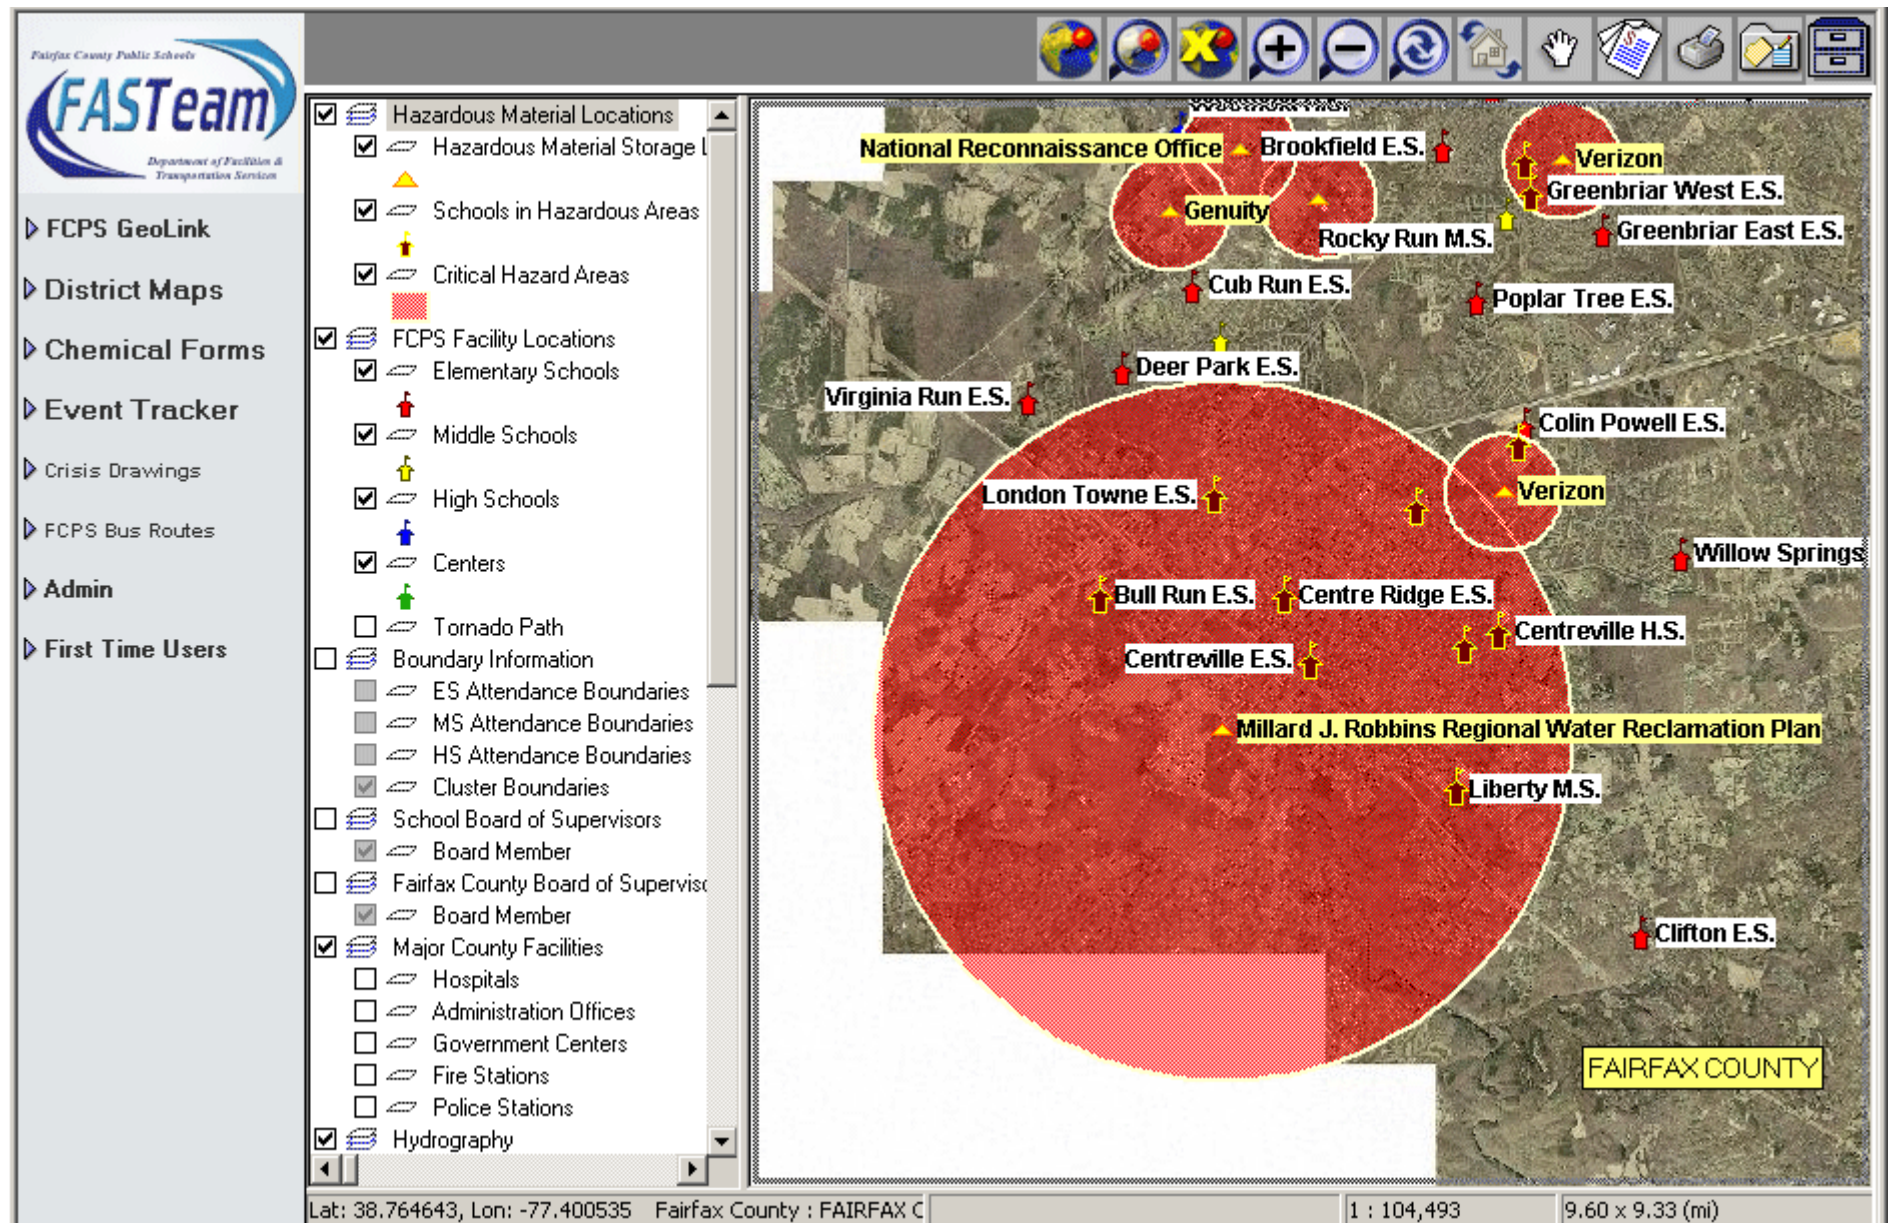 Fairfax County Public Schools
FASTeam
Department of Facilities &
Transportation Services
FCPS GeoLink
District Maps
Chemical Forms
Event Tracker
Crisis Drawings
FCPS Bus Routes
Admin
First Time Users
Hazardous Material Locations
Hazardous Material Storage L
Schools in Hazardous Areas
Critical Hazard Areas
FCPS Facility Locations
Elementary Schools
Middle Schools
High Schools
Centers
Tornado Path
Boundary Information
ES Attendance Boundaries
MS Attendance Boundaries
HS Attendance Boundaries
Cluster Boundaries
School Board of Supervisors
Board Member
Fairfax County Board of Superviso
Board Member
Major County Facilities
Hospitals
Administration Offices
Government Centers
Fire Stations
Police Stations
Hydrography
National Reconnaissance Office
Brookfield E.S.
Verizon
Greenbriar West E.S.
Genuity
Rocky Run M.S.
Greenbriar East E.S.
Cub Run E.S.
Poplar Tree E.S.
Deer Park E.S.
Virginia Run E.S.
Colin Powell E.S.
London Towne E.S.
Verizon
Willow Springs
Bull Run E.S.
Centre Ridge E.S.
Centreville H.S.
Centreville E.S.
Millard J. Robbins Regional Water Reclamation Plan
Liberty M.S.
Clifton E.S.
FAIRFAX COUNTY
Lat: 38.764643, Lon: -77.400535 Fairfax County : FAIRFAX C
1 : 104,493
9.60 x 9.33 (mi)